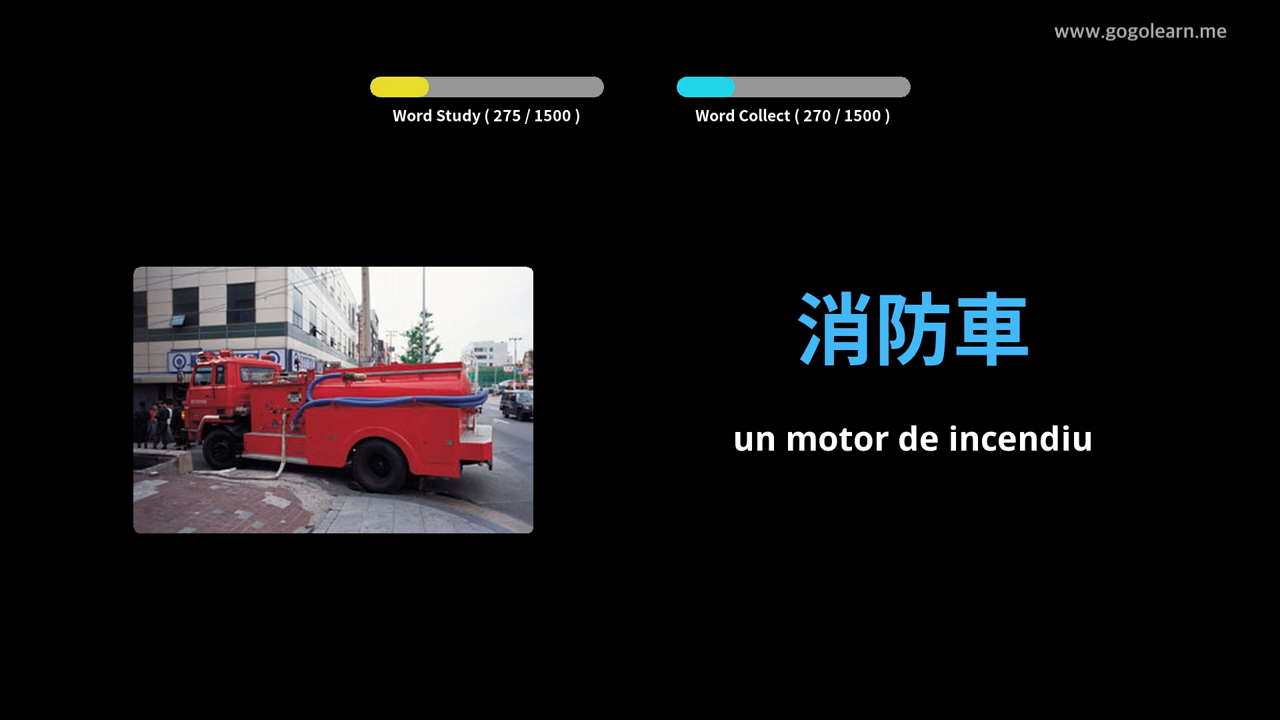 www.gogolearn.me
Word Study ( 275 / 1500 )
Word Collect ( 270 / 1500 )
消防車
un motor de incendiu